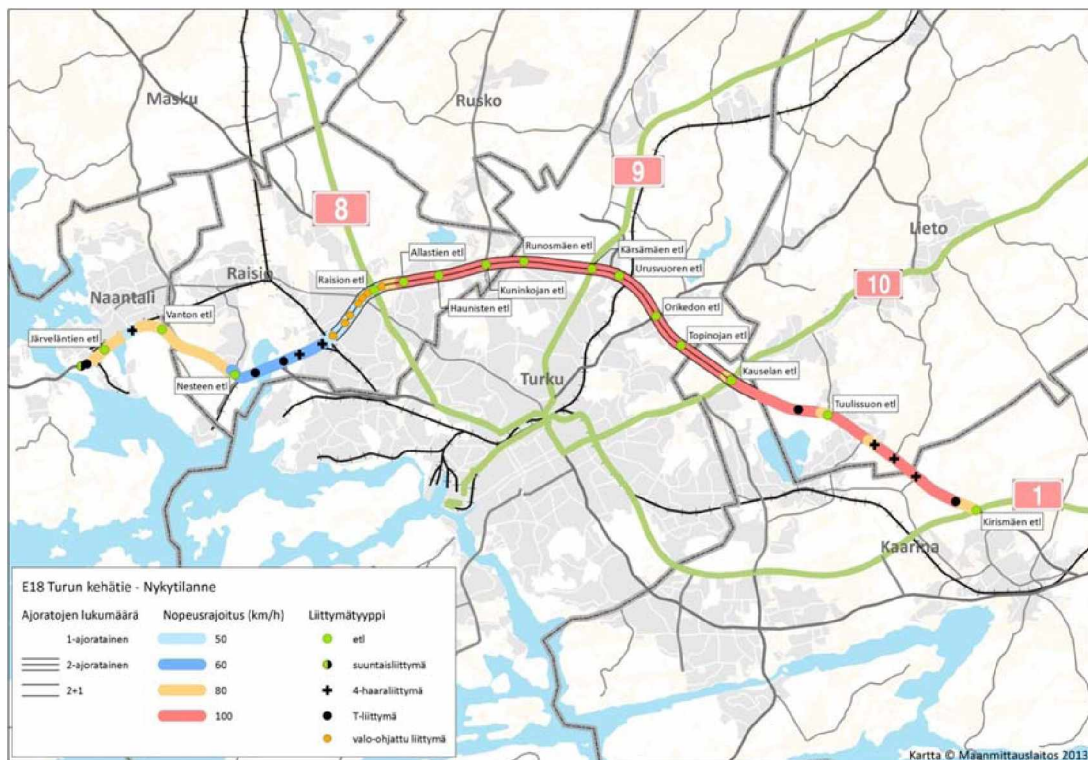 Masku
Rusko
9
8
Lieto
Runosmäen etl
Kärsämäen etl
Allastien etl
Raisio
Raision etl
Urusvuoren etl
Kuninkojan etl
10
Naantali
Haunisten etl
Vanton etl
Orikedon etl
Järveläntien etl
Topinojan etl
Turku
Kauselan etl
Nesteen etl
Tuulissuon etl
1
Kirismäen etl
Kaarina
E18 Turun kehätie - Nykytilanne
Ajoratojen lukumäärä
1-ajoratainen
2-ajoratainen
2+1
Nopeusrajoitus (km/h)
50
60
80
100
Liittymätyyppi
etl
suuntaisliittymä
4-haaraliittymä
T-liittymä
valo-ohjattu liittymä
Kartta © Maanmittauslaitos 2013